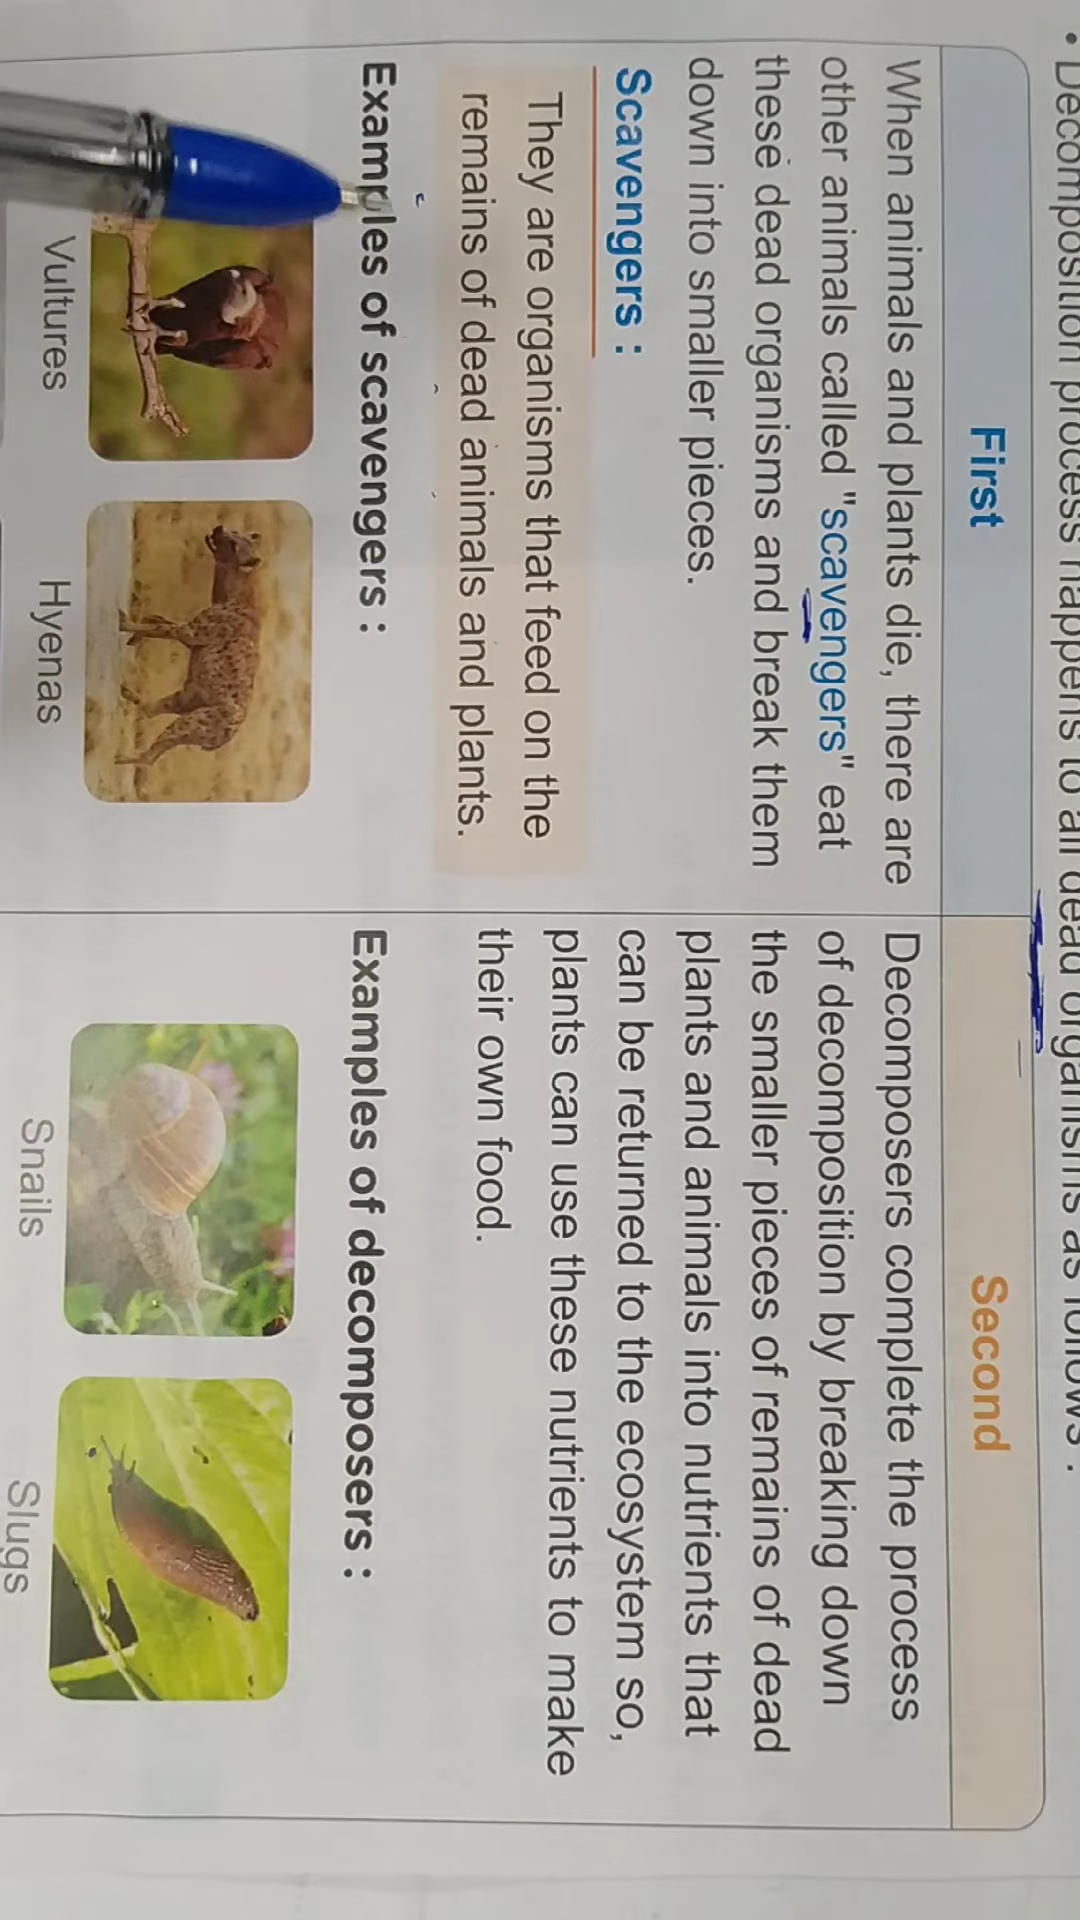 • Decomposition process happens to all dead organisms as follows :
First
When animals and plants die, there are
other animals called "scavengers" eat
these dead organisms and break them
down into smaller pieces.
Scavengers :
They are organisms that feed on the
remains of dead animals and plants.
Examples of scavengers :
Vultures
Hyenas
Second
Decomposers complete the process
of decomposition by breaking down
the smaller pieces of remains of dead
plants and animals into nutrients that
can be returned to the ecosystem so,
plants can use these nutrients to make
their own food.
Examples of decomposers :
Snails
Slugs